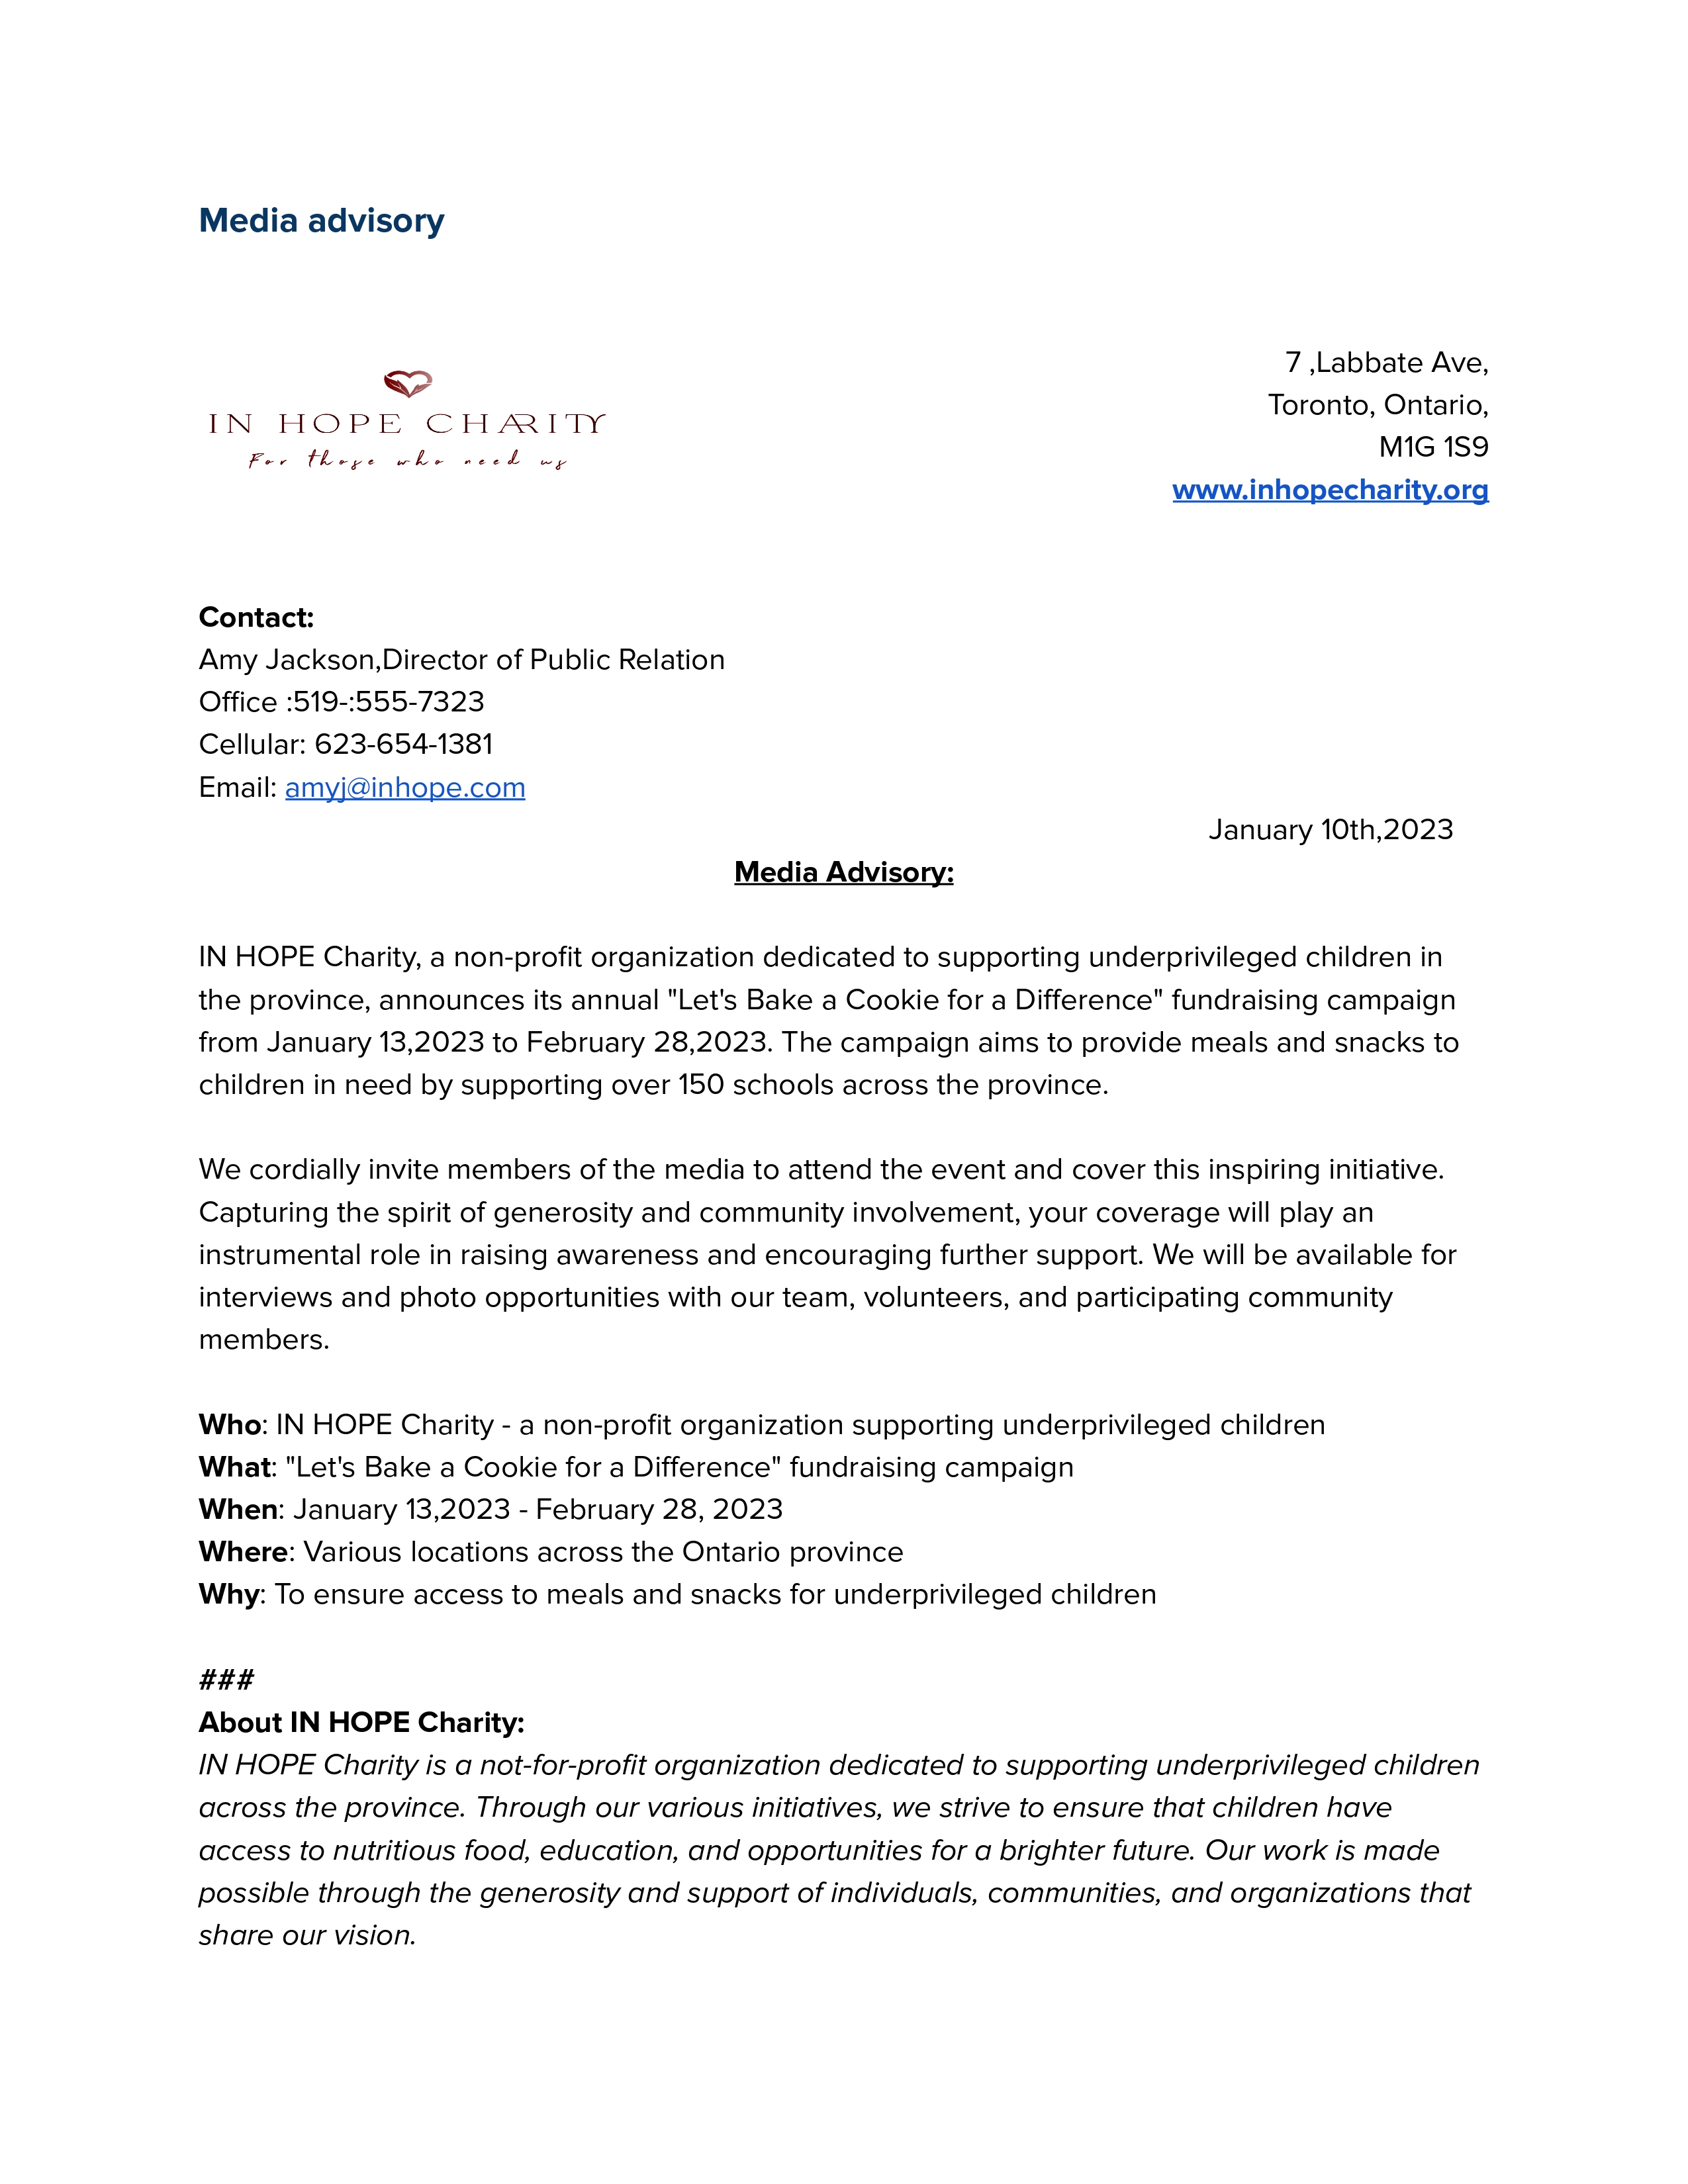 Media advisory
IN HOPE CHARITY
For those who need us
7 ,Labbate Ave,
Toronto, Ontario,
M1G 1S9
www.inhopecharity.org
Contact:
Amy Jackson,Director of Public Relation
Office :519-:555-7323
Cellular: 623-654-1381
Email: amyj@inhope.com
January 10th,2023
Media Advisory:
IN HOPE Charity, a non-profit organization dedicated to supporting underprivileged children in
the province, announces its annual "Let's Bake a Cookie for a Difference" fundraising campaign
from January 13,2023 to February 28,2023. The campaign aims to provide meals and snacks to
children in need by supporting over 150 schools across the province.
We cordially invite members of the media to attend the event and cover this inspiring initiative.
Capturing the spirit of generosity and community involvement, your coverage will play an
instrumental role in raising awareness and encouraging further support. We will be available for
interviews and photo opportunities with our team, volunteers, and participating community
members.
Who: IN HOPE Charity - a non-profit organization supporting underprivileged children
What: "Let's Bake a Cookie for a Difference" fundraising campaign
When: January 13,2023 - February 28, 2023
Where: Various locations across the Ontario province
Why: To ensure access to meals and snacks for underprivileged children
###
About IN HOPE Charity:
IN HOPE Charity is a not-for-profit organization dedicated to supporting underprivileged children
across the province. Through our various initiatives, we strive to ensure that children have
access to nutritious food, education, and opportunities for a brighter future. Our work is made
possible through the generosity and support of individuals, communities, and organizations that
share our vision.